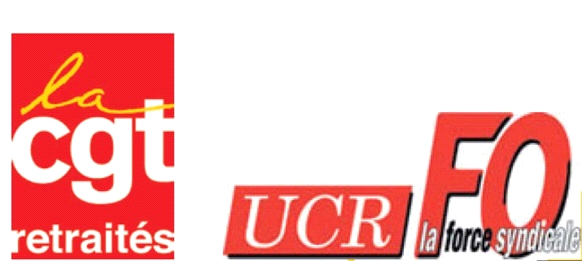 la
cgt
retraités
UCR FO
la force syndicale